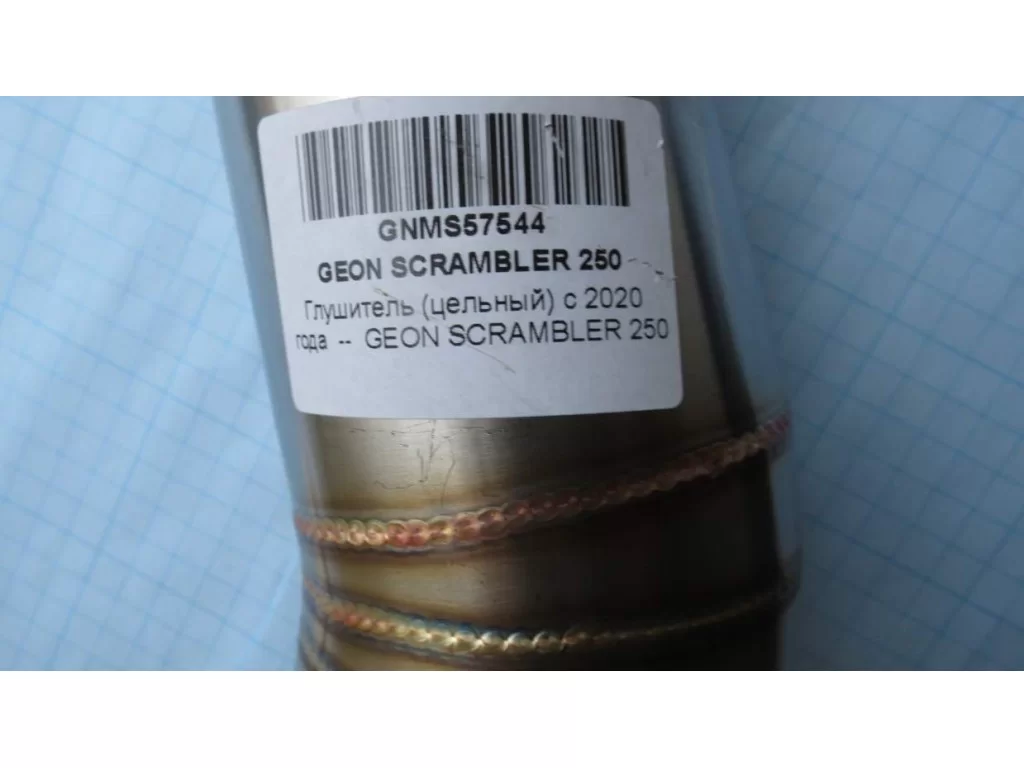 GNMS57544
GEON SCRAMBLER 250
Глушитель (цельный) с 2020
года -- GEON SCRAMBLER 250